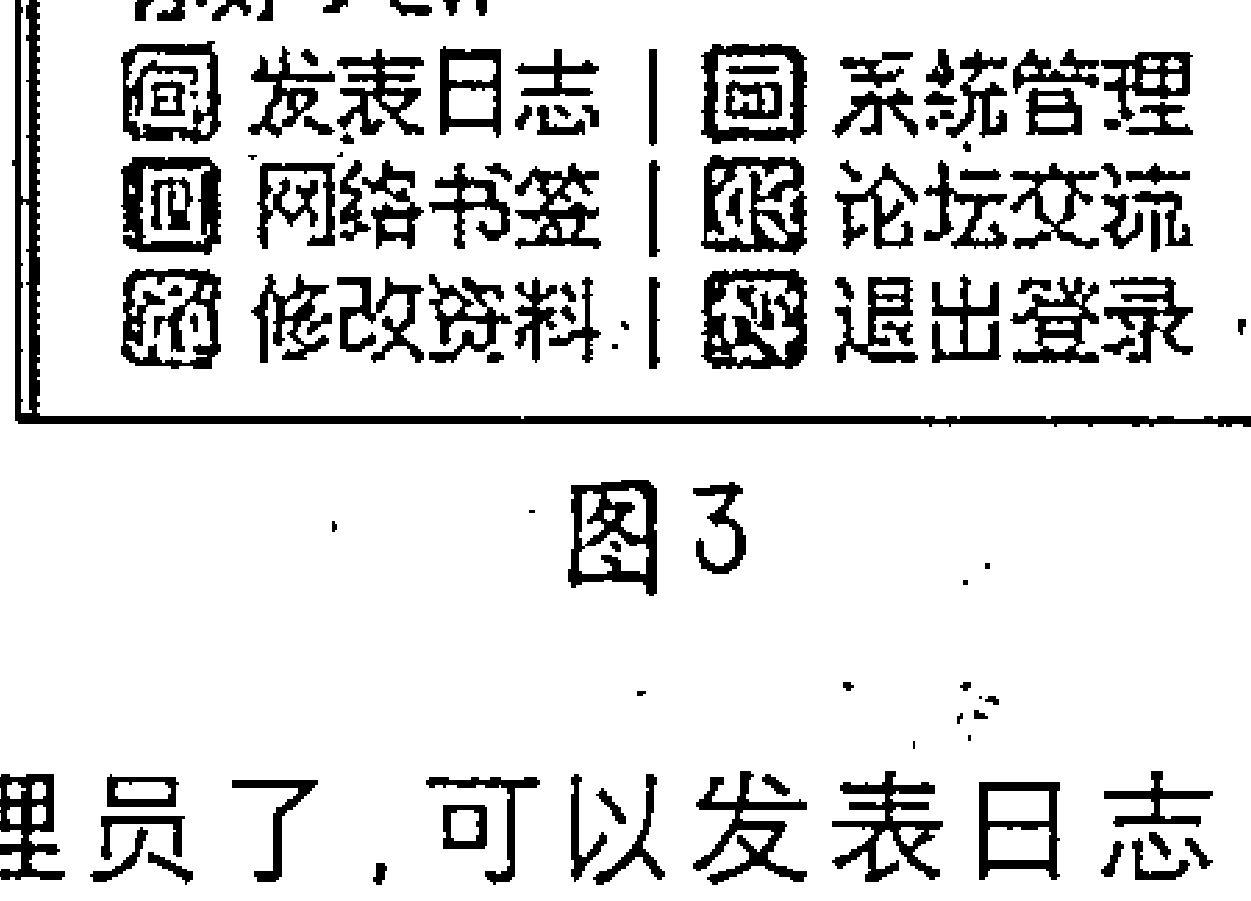 发表日志 | 系统管理
网络书签 | 论坛交流
修改资料 | 退出登录
图3
理员了,可以发表日志